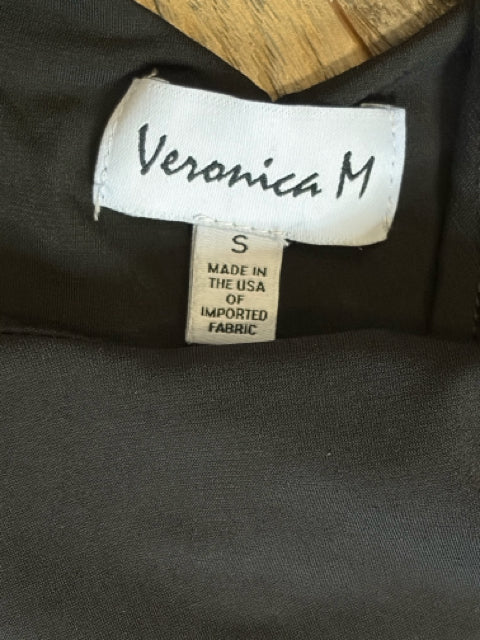 Veronica M
S
MADE IN
THE USA
OF
IMPORTED
FABRIC